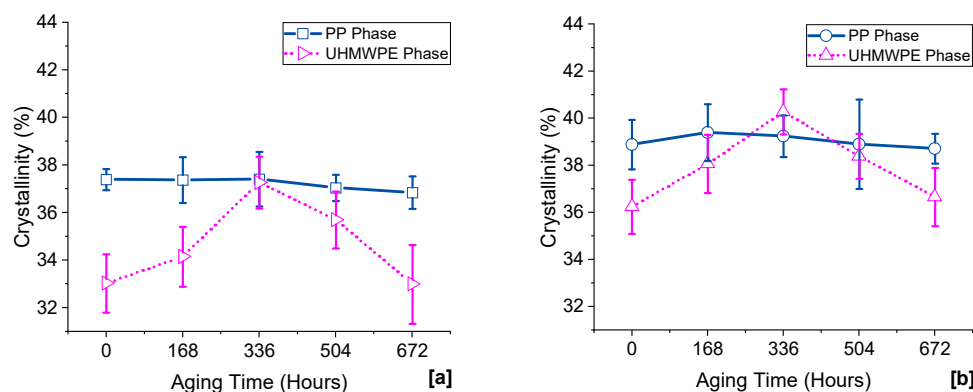 44
42
40
38
36
34
32
Crystallinity (%)
PP Phase
UHMWPE Phase
0 168 336 504 672
Aging Time (Hours)
[a]
44
42
40
38
36
34
32
Crystallinity (%)
PP Phase
UHMWPE Phase
0 168 336 504 672
Aging Time (Hours)
[b]